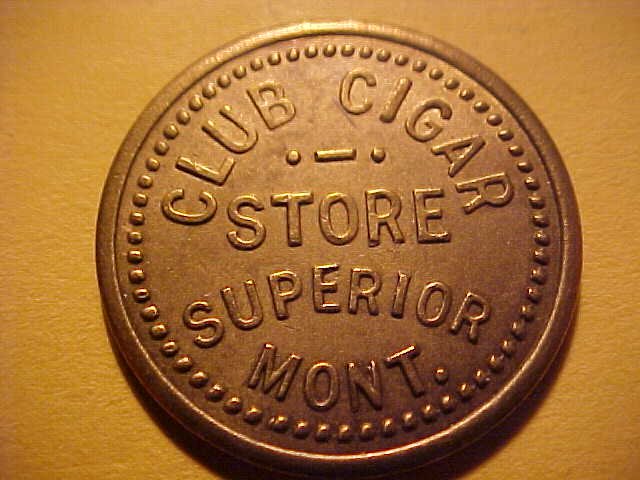 CLUB CIGAR
STORE
SUPERIOR
MONT.